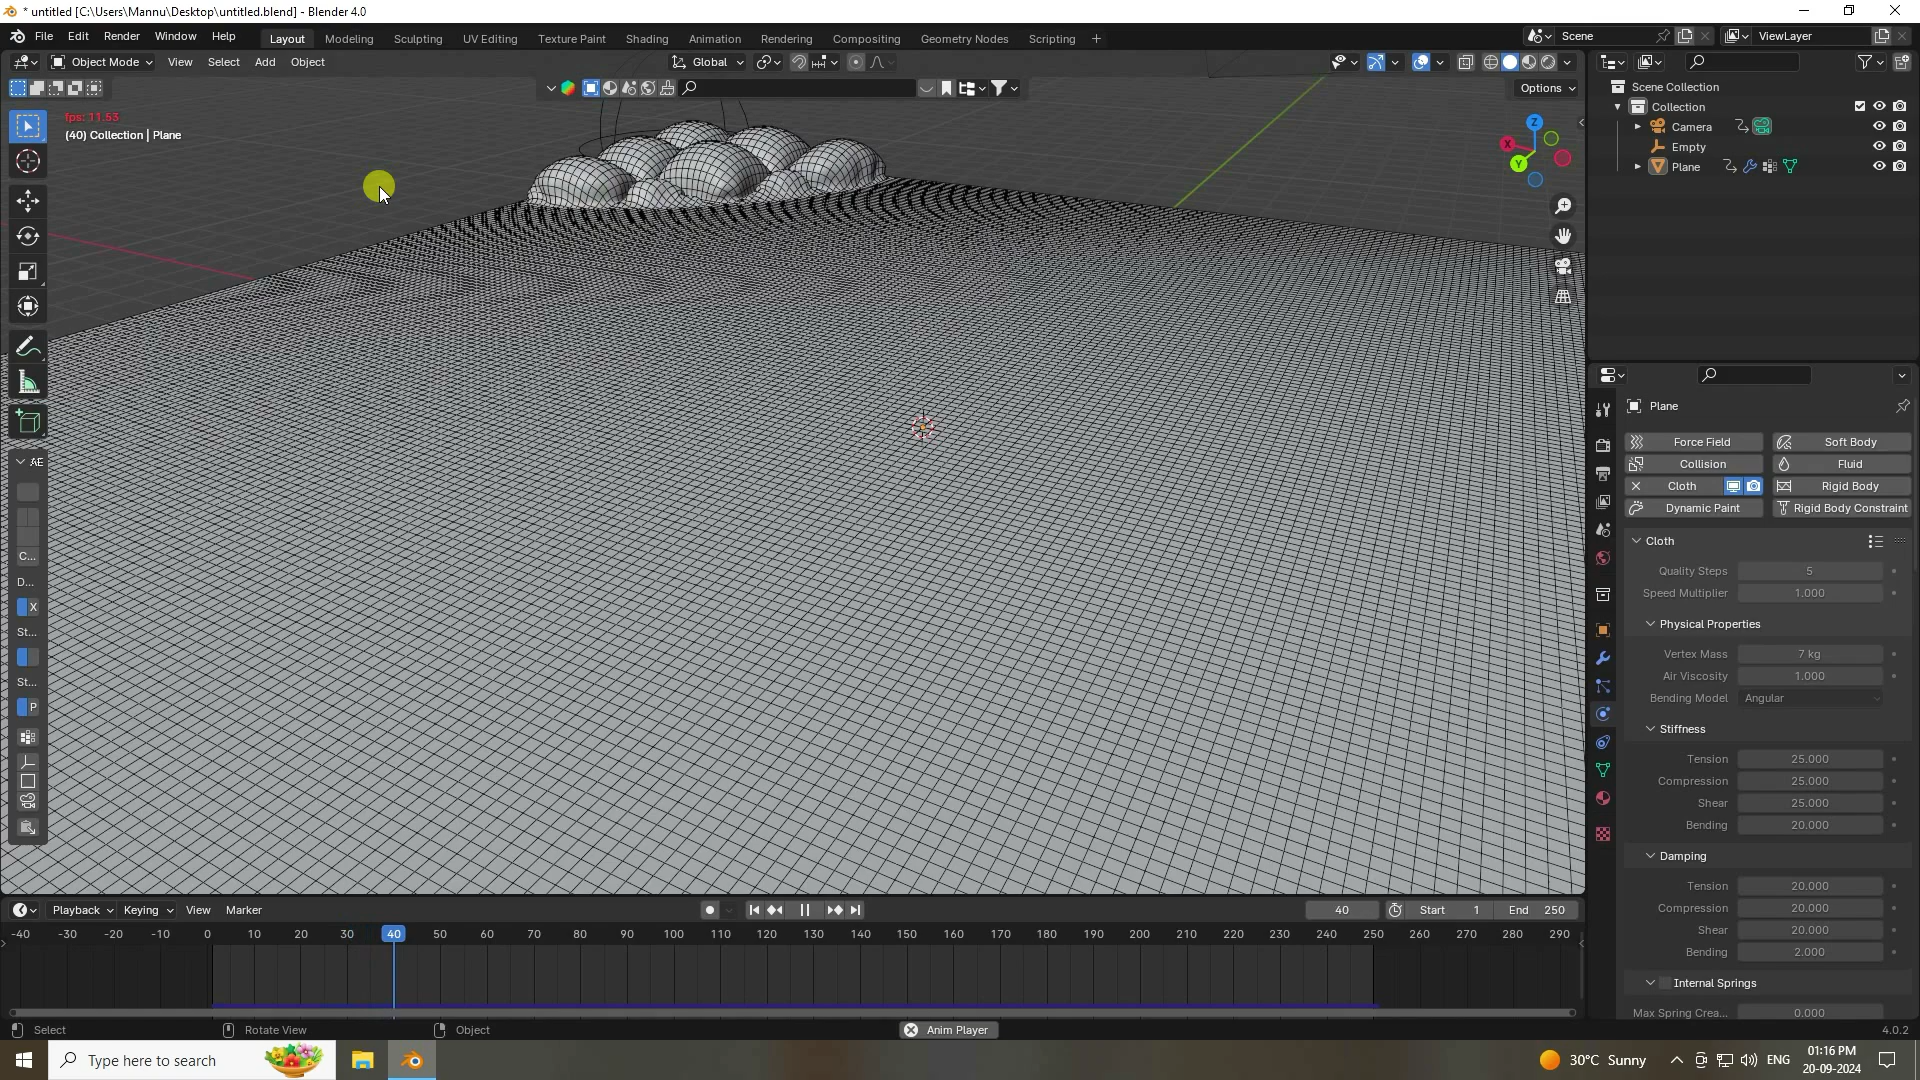 * untitled [C:\Users\Mannu\Desktop\untitled.blend] - Blender 4.0
File Edit Render Window Help
Layout Modeling Sculpting UV Editing Texture Paint Shading Animation Rendering Compositing Geometry Nodes Scripting +
Scene ViewLayer
Object Mode View Select Add Object Global
Options
fps: 11.53
(40) Collection | Plane
Z
X
Y
Scene Collection
Collection
Camera
Empty
Plane
Plane
Force Field Soft Body
Collision Fluid
Cloth Rigid Body
Dynamic Paint Rigid Body Constraint
Cloth
Quality Steps 5
Speed Multiplier 1.000
Physical Properties
Vertex Mass 7 kg
Air Viscosity 1.000
Bending Model Angular
Stiffness
Tension 25.000
Compression 25.000
Shear 25.000
Bending 20.000
Damping
Tension 20.000
Compression 20.000
Shear 20.000
Bending 2.000
Internal Springs
Max Spring Crea... 0.000
AE
C...
D...
X
St...
St...
P
Playback Keying View Marker 40 Start 1 End 250
-40 -30 -20 -10 0 10 20 30 40 50 60 70 80 90 100 110 120 130 140 150 160 170 180 190 200 210 220 230 240 250 260 270 280 290
Select Rotate View Object Anim Player 4.0.2
Type here to search
30°C Sunny ENG 01:16 PM
20-09-2024